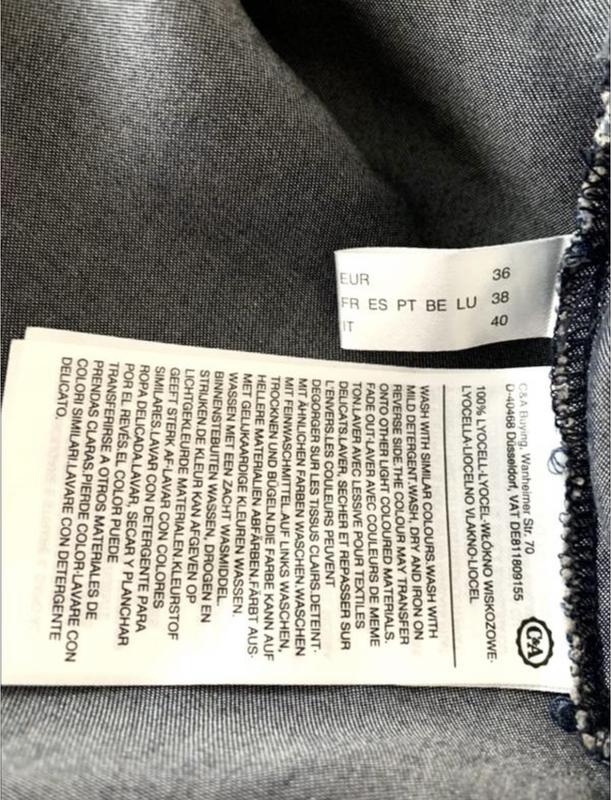 EUR 36
FR ES PT BE LU 38
IT 40
C&A
C&A Buying, Wanheimer Str. 70
D-40468 Düsseldorf, VAT DE811809155
100% LYOCELL-LYOCEL-WŁÓKNO WISKOZOWE-
LYOCELLA-LIOCELNO VLAKNO-LIOCEL
WASH WITH SIMILAR COLOURS.WASH WITH
MILD DETERGENT.WASH, DRY AND IRON ON
REVERSE SIDE.THE COLOUR MAY TRANSFER
ONTO OTHER LIGHT COLOURED MATERIALS.
FADE OUT-LAVER AVEC COULEURS DE MEME
TON.LAVER AVEC LESSIVE POUR TEXTILES
DELICATS.LAVER, SECHER ET REPASSER SUR
L'ENVERS.LES COULEURS PEUVENT
DEGORGER SUR LES TISSUS CLAIRS.DETEINT-
MIT ÄHNLICHEN FARBEN WASCHEN.WASCHEN
MIT FEINWASCHMITTEL.AUF LINKS WASCHEN,
TROCKNEN UND BÜGELN.DIE FARBE KANN AUF
HELLERE MATERIALIEN ABFÄRBEN.FÄRBT AUS-
MET GELIJKAARDIGE KLEUREN WASSEN.
WASSEN MET EEN ZACHT WASMIDDEL.
BINNENSTEBUITEN WASSEN, DROGEN EN
STRIJKEN.DE KLEUR KAN AFGEVEN OP
LICHTGEKLEURDE MATERIALEN.KLEURSTOF
GEEFT STERK AF-LAVAR CON COLORES
SIMILARES.LAVAR CON DETERGENTE PARA
ROPA DELICADA.LAVAR, SECAR Y PLANCHAR
POR EL REVÉS.EL COLOR PUEDE
TRANSFERIRSE A OTROS MATERIALES DE
PRENDAS CLARAS.PIERDE COLOR-LAVARE CON
COLORI SIMILARI.LAVARE CON DETERGENTE
DELICATO.